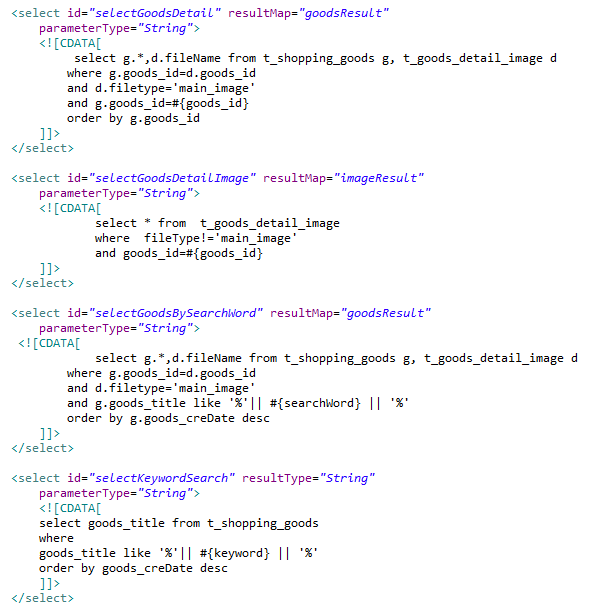 <select id="selectGoodsDetail" resultMap="goodsResult"
    parameterType="String">
    <![CDATA[
         select g.*,d.fileName from t_shopping_goods g, t_goods_detail_image d
        where g.goods_id=d.goods_id
        and d.filetype='main_image'
        and g.goods_id=#{goods_id}
        order by g.goods_id
    ]]>
</select>

<select id="selectGoodsDetailImage" resultMap="imageResult"
    parameterType="String">
    <![CDATA[
            select * from  t_goods_detail_image
            where  fileType!='main_image'
            and goods_id=#{goods_id}
    ]]>
</select>

<select id="selectGoodsBySearchWord" resultMap="goodsResult"
    parameterType="String">
 <![CDATA[
            select g.*,d.fileName from t_shopping_goods g, t_goods_detail_image d
        where g.goods_id=d.goods_id
        and d.filetype='main_image'
        and g.goods_title like '%'|| #{searchWord} || '%'
        order by g.goods_creDate desc
    ]]>
</select>

<select id="selectKeywordSearch" resultType="String"
    parameterType="String">
    <![CDATA[
    select goods_title from t_shopping_goods
    where
    goods_title like '%'|| #{keyword} || '%'
    order by goods_creDate desc
    ]]>
</select>